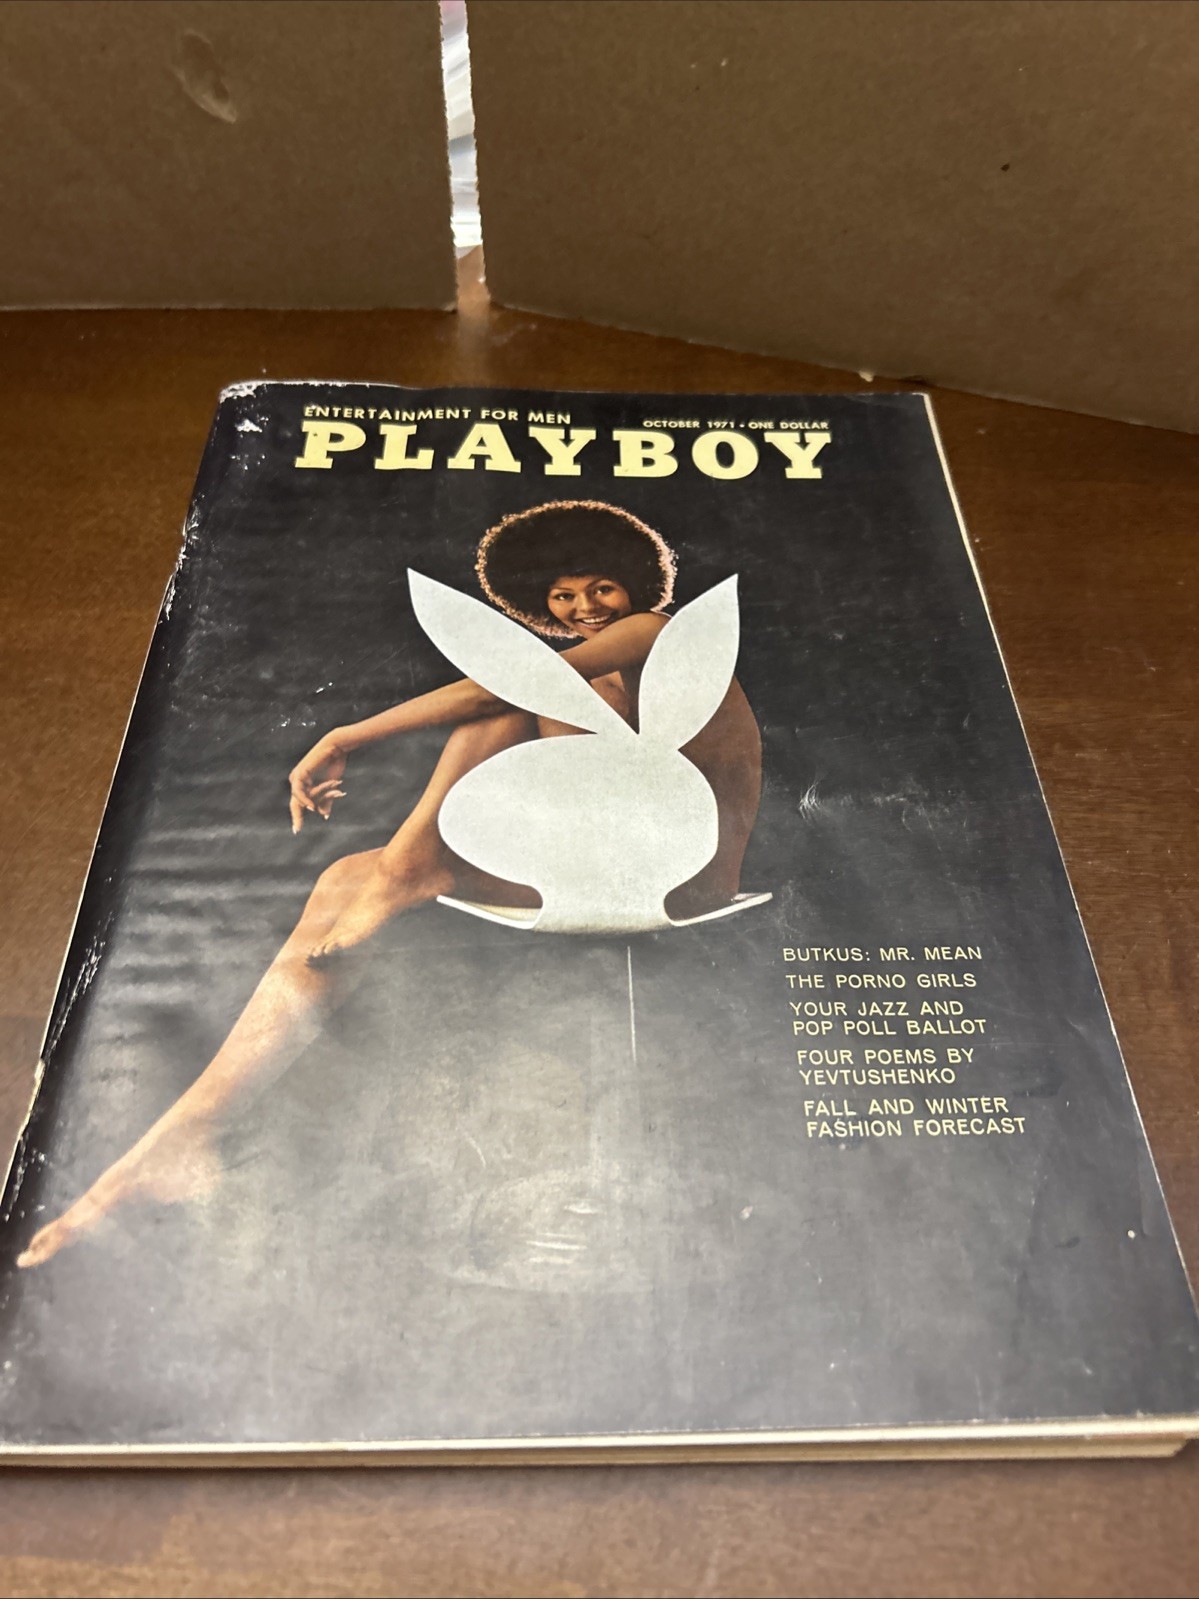 ENTERTAINMENT FOR MEN
OCTOBER 1971 • ONE DOLLAR
PLAYBOY
BUTKUS: MR. MEAN
THE PORNO GIRLS
YOUR JAZZ AND
POP POLL BALLOT
FOUR POEMS BY
YEVTUSHENKO
FALL AND WINTER
FASHION FORECAST